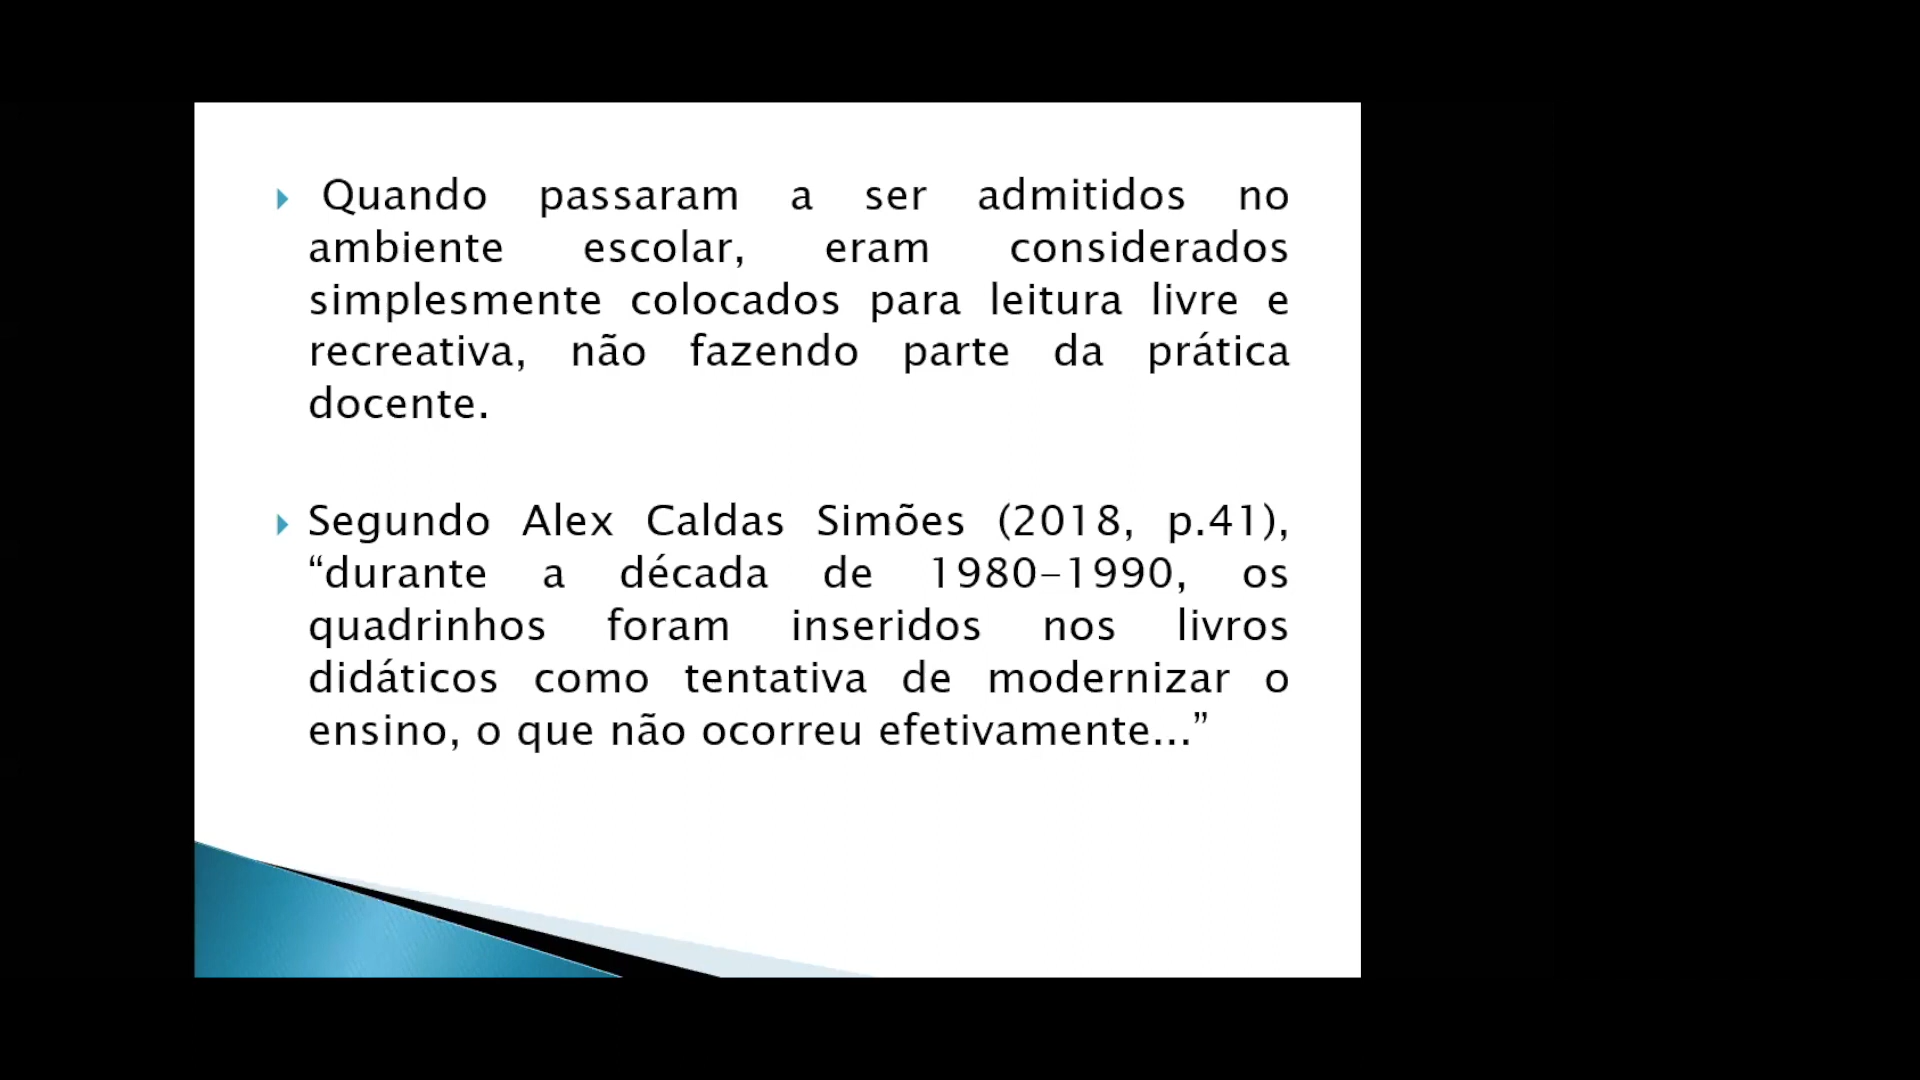 Quando passaram a ser admitidos no
ambiente escolar, eram considerados
simplesmente colocados para leitura livre e
recreativa, não fazendo parte da prática
docente.
Segundo Alex Caldas Simões (2018, p.41),
“durante a década de 1980-1990, os
quadrinhos foram inseridos nos livros
didáticos como tentativa de modernizar o
ensino, o que não ocorreu efetivamente...”